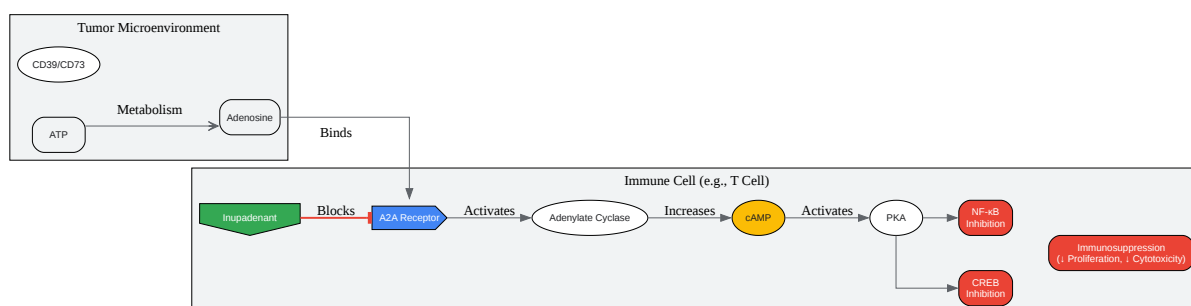 Tumor Microenvironment
CD39/CD73
Metabolism
ATP
Adenosine
Binds
Immune Cell (e.g., T Cell)
Inupadenant
Blocks
A2A Receptor
Activates
Adenylate Cyclase
Increases
cAMP
Activates
PKA
NF-κB
Inhibition
Immunosuppression
(↓ Proliferation, ↓ Cytotoxicity)
CREB
Inhibition